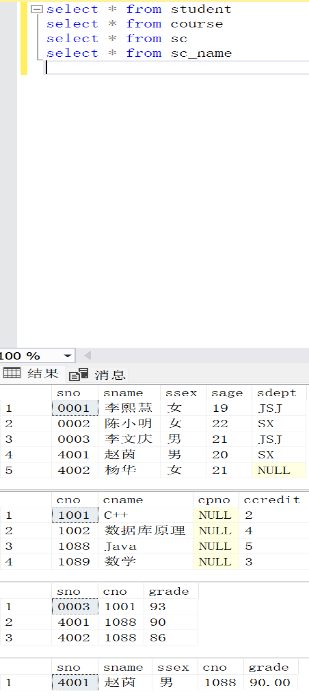 select * from student
select * from course
select * from sc
select * from sc_name
100 %
结果 消息
sno sname ssex sage sdept
1 0001 李熙慧 女 19 JSJ
2 0002 陈小明 女 22 SX
3 0003 李文庆 男 21 JSJ
4 4001 赵茵 男 20 SX
5 4002 杨华 女 21 NULL
cno cname cpno ccredit
1 1001 C++ NULL 2
2 1002 数据库原理 NULL 4
3 1088 Java NULL 5
4 1089 数学 NULL 3
sno cno grade
1 0003 1001 93
2 4001 1088 90
3 4002 1088 86
sno sname ssex cno grade
1 4001 赵茵 男 1088 90.00